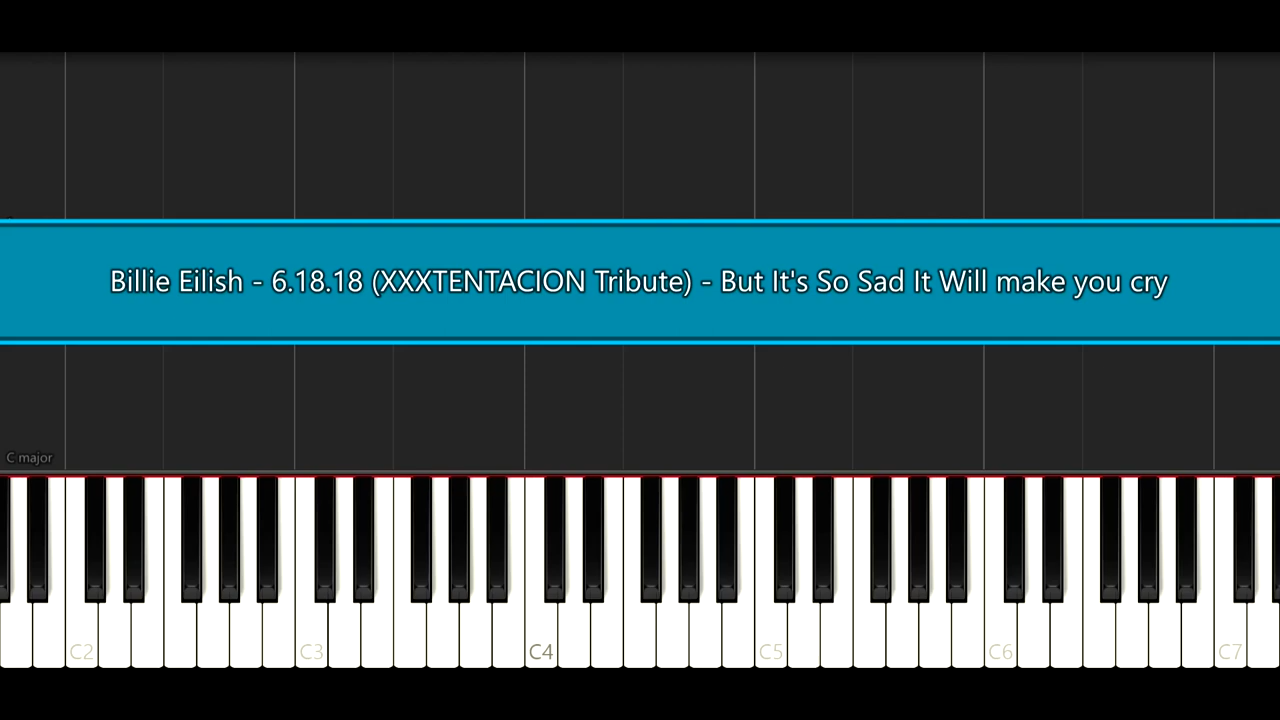 Billie Eilish - 6.18.18 (XXXTENTACION Tribute) - But It's So Sad It Will make you cry
C major
C2 C3 C4 C5 C6 C7